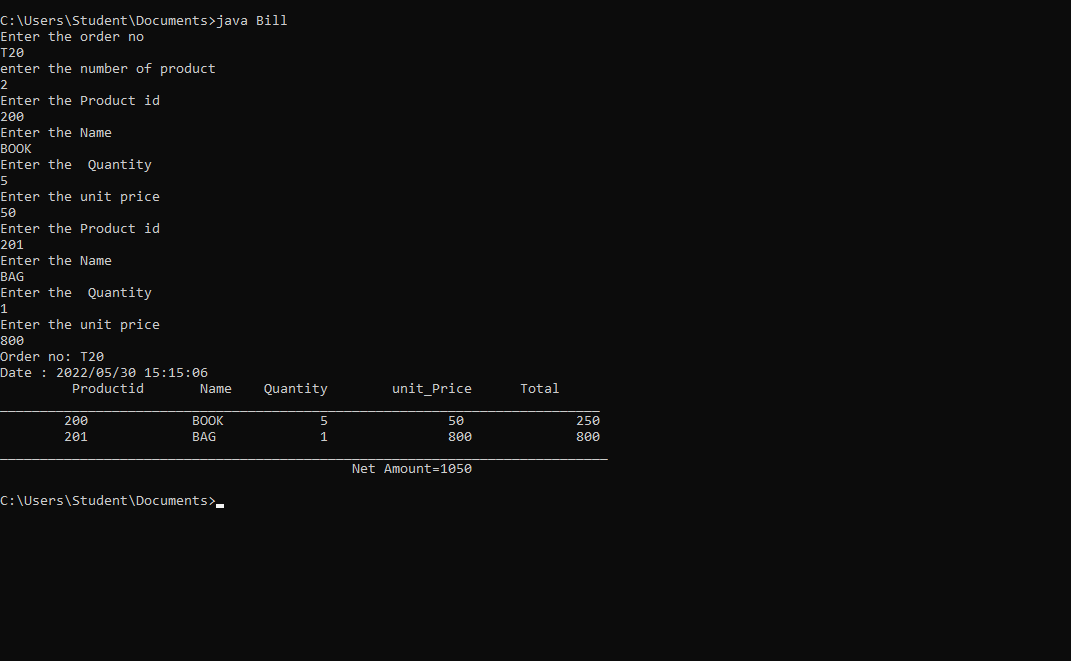 C:\Users\Student\Documents>java Bill
Enter the order no
T20
enter the number of product
2
Enter the Product id
200
Enter the Name
BOOK
Enter the  Quantity
5
Enter the unit price
50
Enter the Product id
201
Enter the Name
BAG
Enter the  Quantity
1
Enter the unit price
800
Order no: T20
Date : 2022/05/30 15:15:06
         Productid       Name    Quantity        unit_Price      Total
___________________________________________________________________________
        200             BOOK            5               50              250
        201             BAG             1               800             800
____________________________________________________________________________
                                            Net Amount=1050
C:\Users\Student\Documents>